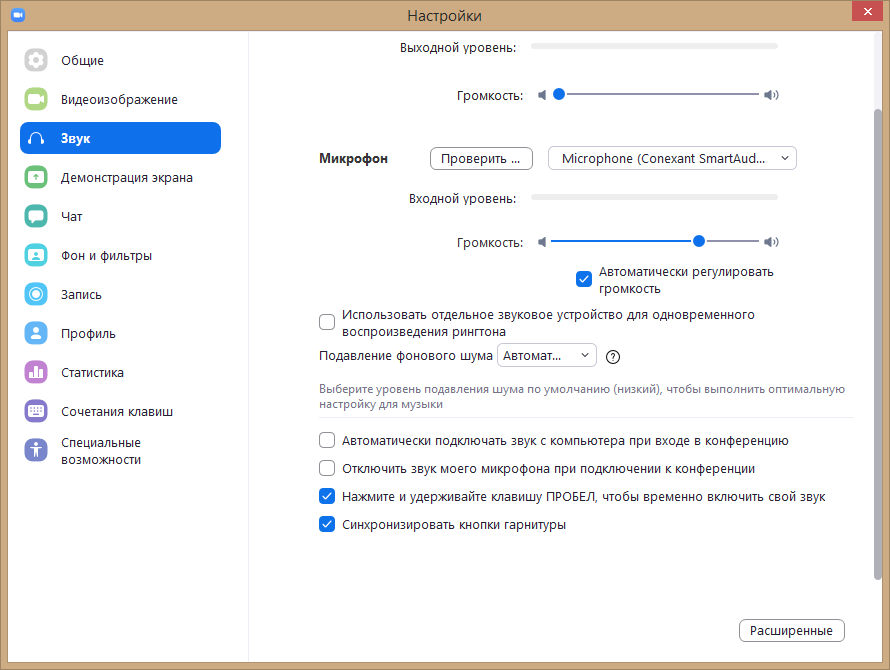 Настройки
Общие
Видеоизображение
Звук
Демонстрация экрана
Чат
Фон и фильтры
Запись
Профиль
Статистика
Сочетания клавиш
Специальные
возможности
Выходной уровень:
Громкость:
Микрофон
Проверить ...
Microphone (Conexant SmartAud...
Входной уровень:
Громкость:
Автоматически регулировать
громкость
Использовать отдельное звуковое устройство для одновременного
воспроизведения рингтона
Подавление фонового шума
Автомат...
Выберите уровень подавления шума по умолчанию (низкий), чтобы выполнить оптимальную
настройку для музыки
Автоматически подключать звук с компьютера при входе в конференцию
Отключить звук моего микрофона при подключении к конференции
Нажмите и удерживайте клавишу ПРОБЕЛ, чтобы временно включить свой звук
Синхронизировать кнопки гарнитуры
Расширенные